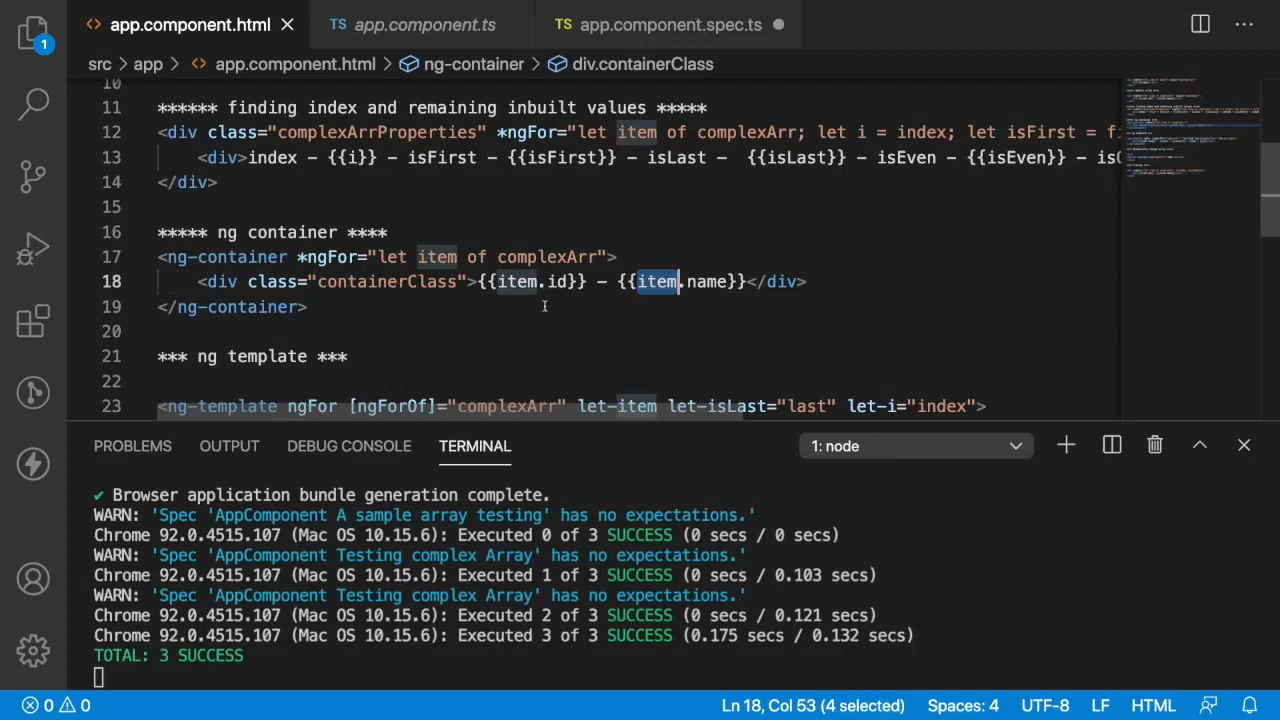 app.component.html
TS app.component.ts
TS app.component.spec.ts
1
src > app > app.component.html > ng-container > div.containerClass
10
11 ****** finding index and remaining inbuilt values *****
12 <div class="complexArrProperties" *ngFor="let item of complexArr; let i = index; let isFirst = fi
13 <div>index - {{i}} - is First - {{isFirst}} - isLast -  {{isLast}} - isEven - {{isEven}} - isO
14 </div>
15
16 ***** ng container ****
17 <ng-container *ngFor="let item of complexArr">
18 <div class="containerClass">{{item.id}} - {{item.name}}</div>
19 </ng-container>
20
21 *** ng template ***
22
23 <ng-template ngFor [ngForOf]="complexArr" let-item let-isLast="last" let-i="index">
PROBLEMS OUTPUT DEBUG CONSOLE TERMINAL 1: node
✔ Browser application bundle generation complete.
WARN: 'Spec 'AppComponent A sample array testing' has no expectations.'
Chrome 92.0.4515.107 (Mac OS 10.15.6): Executed 0 of 3 SUCCESS (0 secs / 0 secs)
WARN: 'Spec 'AppComponent Testing complex Array' has no expectations.'
Chrome 92.0.4515.107 (Mac OS 10.15.6): Executed 1 of 3 SUCCESS (0 secs / 0.103 secs)
WARN: 'Spec 'AppComponent Testing complex Array' has no expectations.'
Chrome 92.0.4515.107 (Mac OS 10.15.6): Executed 2 of 3 SUCCESS (0 secs / 0.121 secs)
Chrome 92.0.4515.107 (Mac OS 10.15.6): Executed 3 of 3 SUCCESS (0.175 secs / 0.132 secs)
TOTAL: 3 SUCCESS
0 0 Ln 18, Col 53 (4 selected) Spaces: 4 UTF-8 LF HTML